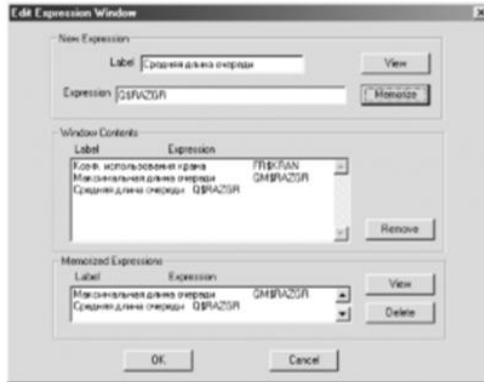 Edit Expression Window
New Expression
Label Средняя длина очереди View
Expression Q$RAZGR Memorize
Window Contents
Label Expression
Коэф. использования крана FR$KRAN
Максимальная длина очереди QM$RAZGR
Средняя длина очереди Q$RAZGR
Remove
Memorized Expressions
Label Expression
Максимальная длина очереди QM$RAZGR
View
Средняя длина очереди Q$RAZGR
Delete
OK Cancel